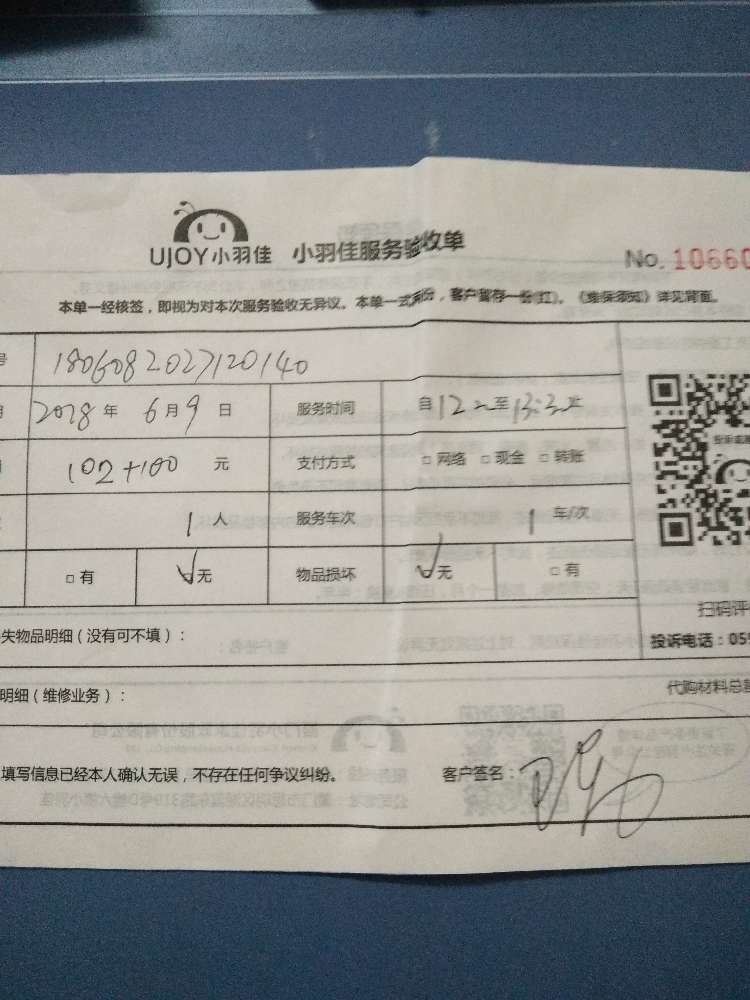 UJOY小羽佳 小羽佳服务验收单
No. 10660
本单一经核签，即视为对本次服务验收无异议。本单一式两份，客户留存一份(红)。《维保须知》详见背面。
号 1806082027120140
月 2018 年 6 月 9 日 服务时间 自 12: 至 13:32
102+100 元 支付方式 □ 网络 □ 现金 □ 转账
1 人 服务车次 1 车/次
□ 有 □ 无 物品损坏 □ 无 □ 有
扫码评
失物品明细（没有可不填）：
投诉电话：059
明细（维修业务）：
代购材料总额
填写信息已经本人确认无误，不存在任何争议纠纷。 客户签名：